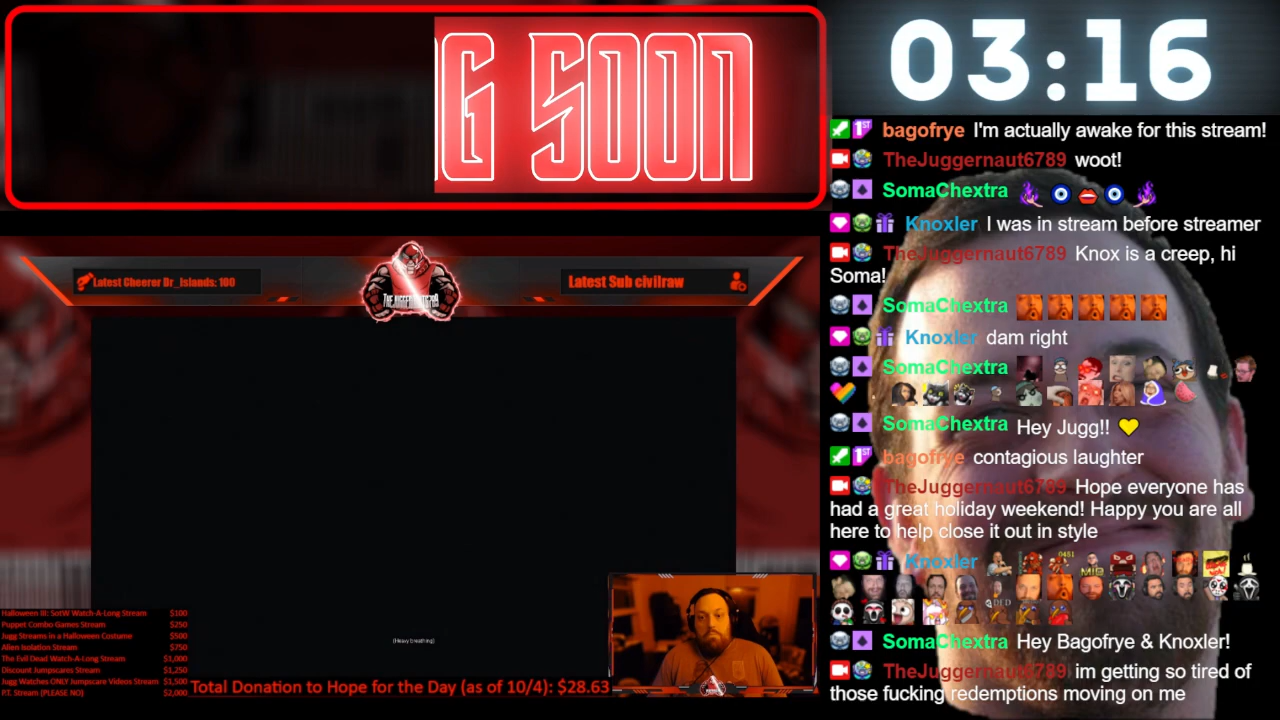 G SOON
03:16
Latest Cheerer Dr_Islands: 100
Latest Sub civilraw
bagofrye I'm actually awake for this stream!
TheJuggernaut6789 woot!
SomaChextra
Knoxler I was in stream before streamer
TheJuggernaut6789 Knox is a creep, hi
Soma!
SomaChextra
Knoxler dam right
SomaChextra
SomaChextra Hey Jugg!!
bagofrye contagious laughter
TheJuggernaut6789 Hope everyone has
had a great holiday weekend! Happy you are all
here to help close it out in style
Knoxler
SomaChextra Hey Bagofrye & Knoxler!
TheJuggernaut6789 im getting so tired of
those fucking redemptions moving on me
[Heavy breathing]
Halloween III: SotW Watch-A-Long Stream $100
Puppet Combo Games Stream $250
Jugg Streams in a Halloween Costume $500
Alien Isolation Stream $750
The Evil Dead Watch-A-Long Stream $1,000
Discount Jumpscares Stream $1,250
Jugg Watches ONLY Jumpscare Videos Stream $1,500
P.T. Stream (PLEASE NO) $2,000
Total Donation to Hope for the Day (as of 10/4): $28.63